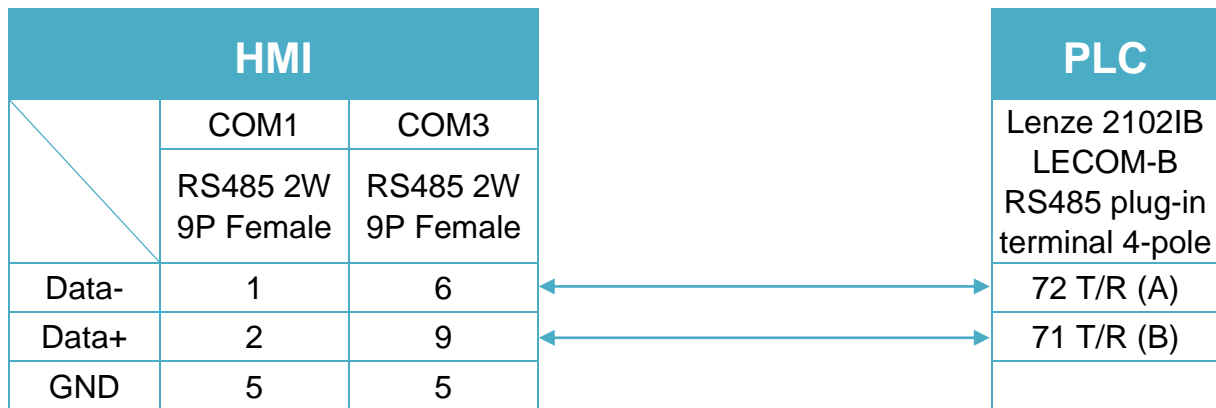 HMI
PLC
COM1
COM3
Lenze 2102IB
LECOM-B
RS485 plug-in
terminal 4-pole
RS485 2W
9P Female
RS485 2W
9P Female
Data-
1
6
72 T/R (A)
Data+
2
9
71 T/R (B)
GND
5
5